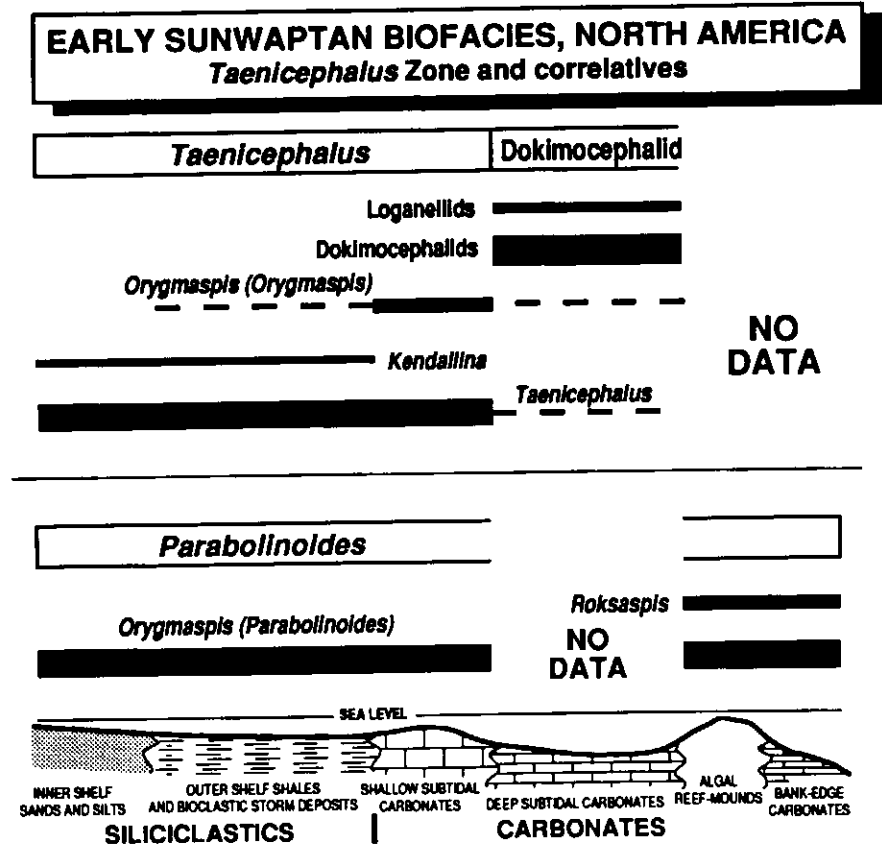 EARLY SUNWAPTAN BIOFACIES, NORTH AMERICA
Taenicephalus Zone and correlatives
Taenicephalus
Dokimocephalid
Loganellids
Dokimocephalids
Orygmaspis (Orygmaspis)
NO
DATA
Kendallina
Taenicephalus
Parabolinoides
Roksaspis
Orygmaspis (Parabolinoides)
NO
DATA
SEA LEVEL
INNER SHELF
SANDS AND SILTS
OUTER SHELF SHALES
AND BIOCLASTIC STORM DEPOSITS
SHALLOW SUBTIDAL
CARBONATES
DEEP SUBTIDAL CARBONATES
ALGAL
REEF-MOUNDS
BANK-EDGE
CARBONATES
SILICICLASTICS
CARBONATES